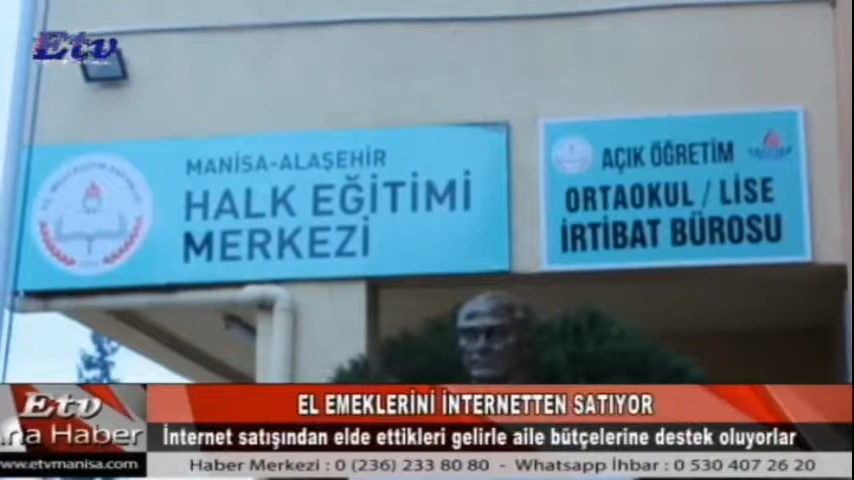 Etv
MANİSA-ALAŞEHİR
HALK EĞİTİMİ
MERKEZİ
AÇIK ÖĞRETİM
ORTAOKUL / LİSE
İRTİBAT BÜROSU
Etv
Ana Haber
www.etvmanisa.com
EL EMEKLERİNİ İNTERNETTEN SATIYOR
İnternet satışından elde ettikleri gelirle aile bütçelerine destek oluyorlar
Haber Merkezi : 0 (236) 233 80 80 - Whatsapp İhbar : 0 530 407 26 20